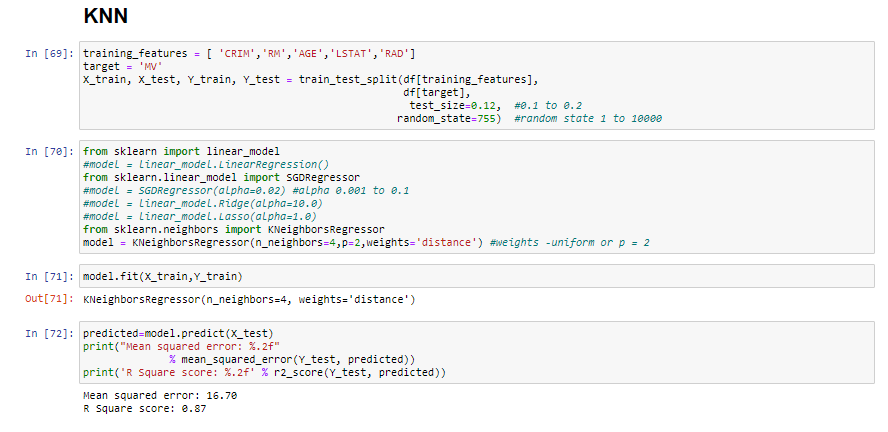 KNN
In [69]: training_features = [ 'CRIM','RM','AGE','LSTAT','RAD']
target = 'MV'
X_train, X_test, Y_train, Y_test = train_test_split(df[training_features],
df[target],
test_size=0.12, #0.1 to 0.2
random_state=755) #random state 1 to 10000
In [70]: from sklearn import linear_model
#model = linear_model.LinearRegression()
from sklearn.linear_model import SGDRegressor
#model = SGDRegressor(alpha=0.02) #alpha 0.001 to 0.1
#model = linear_model.Ridge(alpha=10.0)
#model = linear_model.Lasso(alpha=1.0)
from sklearn.neighbors import KNeighborsRegressor
model = KNeighborsRegressor(n_neighbors=4,p=2,weights='distance') #weights -uniform or p = 2
In [71]: model.fit(X_train,Y_train)
Out[71]: KNeighborsRegressor(n_neighbors=4, weights='distance')
In [72]: predicted=model.predict(X_test)
print("Mean squared error: %.2f"
% mean_squared_error(Y_test, predicted))
print('R Square score: %.2f' % r2_score(Y_test, predicted))
Mean squared error: 16.70
R Square score: 0.87